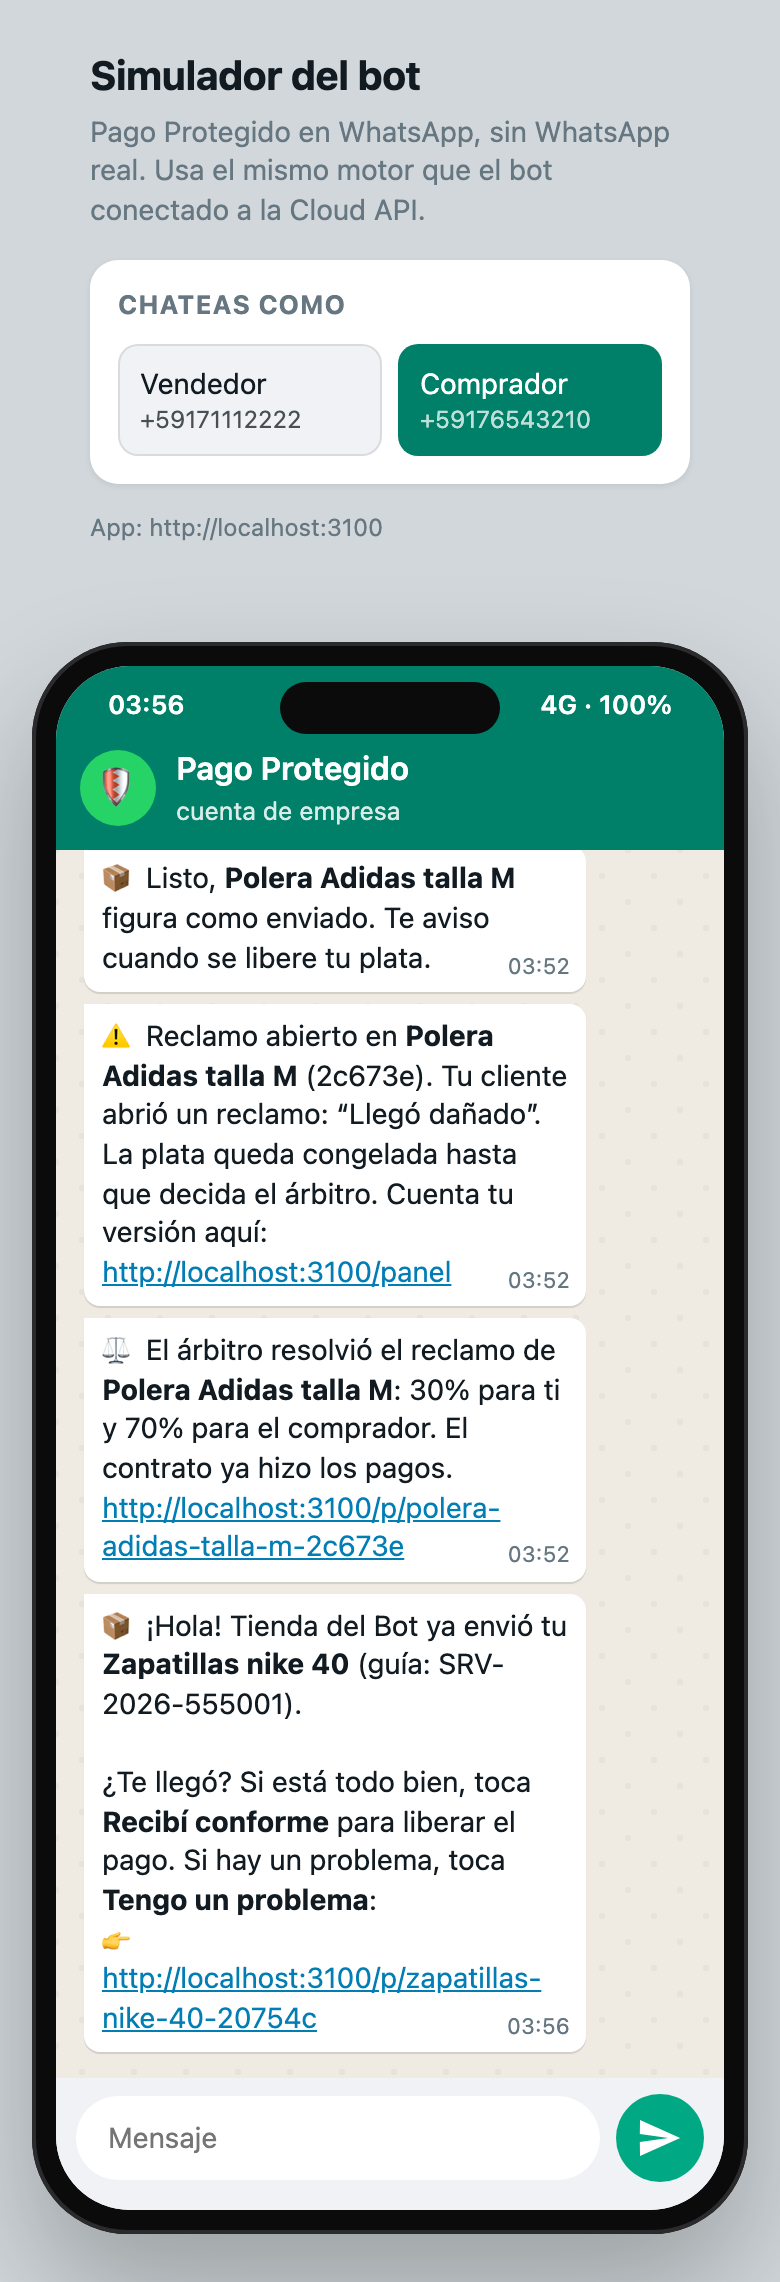 Simulador del bot
Pago Protegido en WhatsApp, sin WhatsApp
real. Usa el mismo motor que el bot
conectado a la Cloud API.
CHATEAS COMO
Vendedor
+59171112222
Comprador
+59176543210
App: http://localhost:3100
03:56
4G · 100%
Pago Protegido
cuenta de empresa
📦 Listo, Polera Adidas talla M
figura como enviado. Te aviso
cuando se libere tu plata.
03:52
⚠️ Reclamo abierto en Polera
Adidas talla M (2c673e). Tu cliente
abrió un reclamo: “Llegó dañado”.
La plata queda congelada hasta
que decida el árbitro. Cuenta tu
versión aquí:
http://localhost:3100/panel
03:52
⚖️ El árbitro resolvió el reclamo de
Polera Adidas talla M: 30% para ti
y 70% para el comprador. El
contrato ya hizo los pagos.
http://localhost:3100/p/polera-
adidas-talla-m-2c673e
03:52
📦 ¡Hola! Tienda del Bot ya envió tu
Zapatillas nike 40 (guía: SRV-
2026-555001).
¿Te llegó? Si está todo bien, toca
Recibí conforme para liberar el
pago. Si hay un problema, toca
Tengo un problema:
👉
http://localhost:3100/p/zapatillas-
nike-40-20754c
03:56
Mensaje